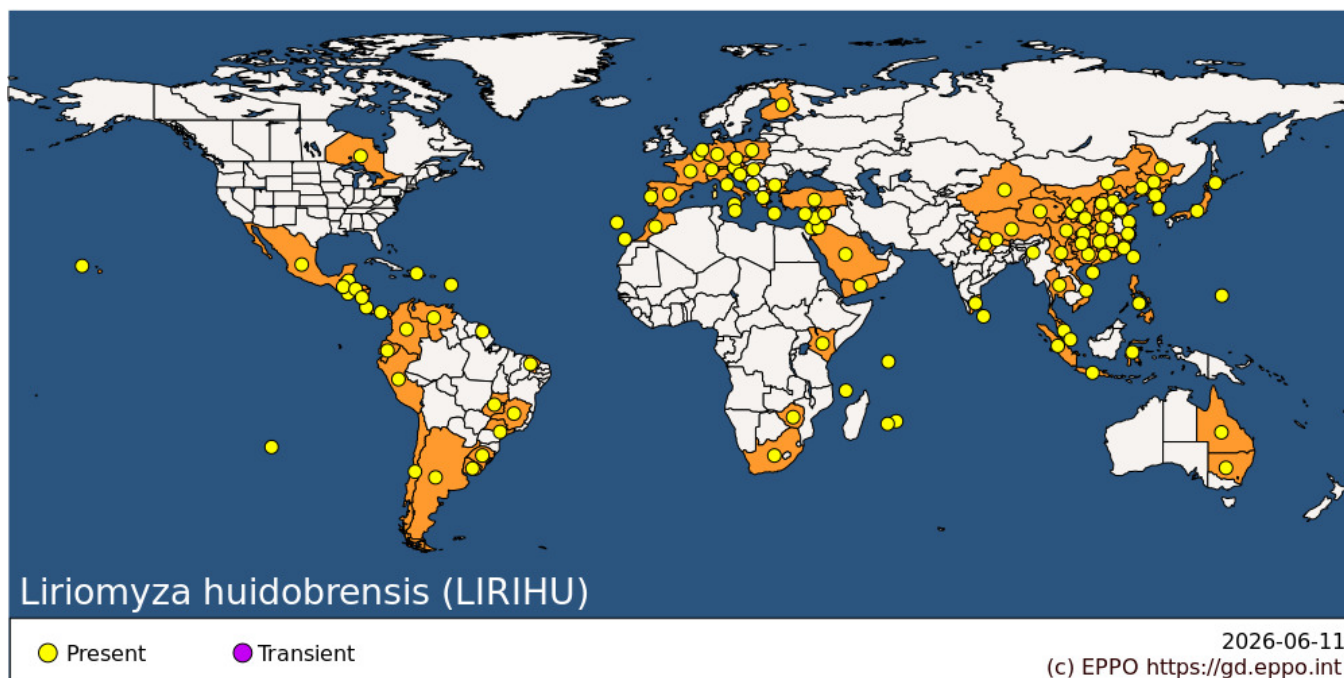 Liriomyza huidobrensis (LIRIHU)
Present
Transient
2026-06-11
(c) EPPO https://gd.eppo.int